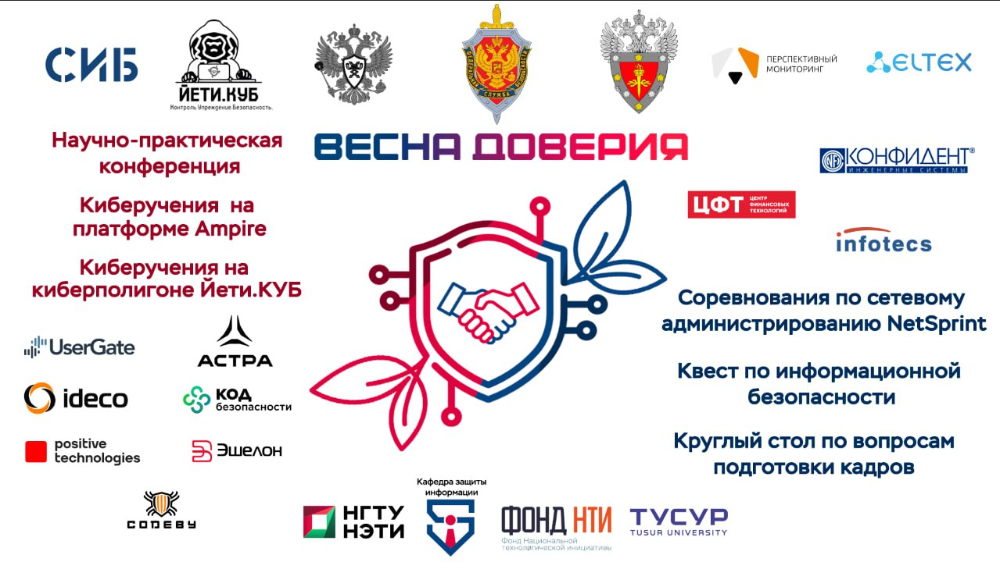 СИБ
ЙЕТИ.КУБ
Контроль.Упреждение.Безопасность.
ФЕДЕРАЛЬНАЯ СЛУЖБА БЕЗОПАСНОСТИ
ПЕРСПЕКТИВНЫЙ
МОНИТОРИНГ
ELTEX
ВЕСНА ДОВЕРИЯ
Научно-практическая
конференция
Киберучения на
платформе Ampire
Киберучения на
киберполигоне Йети.КУБ
КОНФИДЕНТ®
ИНЖЕНЕРНЫЕ СИСТЕМЫ
ЦФТ
ЦЕНТР
ФИНАНСОВЫХ
ТЕХНОЛОГИЙ
infotecs
Соревнования по сетевому
администрированию NetSprint
Квест по информационной
безопасности
Круглый стол по вопросам
подготовки кадров
UserGate
АСТРА
ideco
КОД
безопасности
positive
technologies
Эшелон
CODEBY
НГТУ
НЭТИ
Кафедра защиты
информации
ФОНД НТИ
Фонд Национальной
технологической инициативы
ТУСУР
TUSUR UNIVERSITY